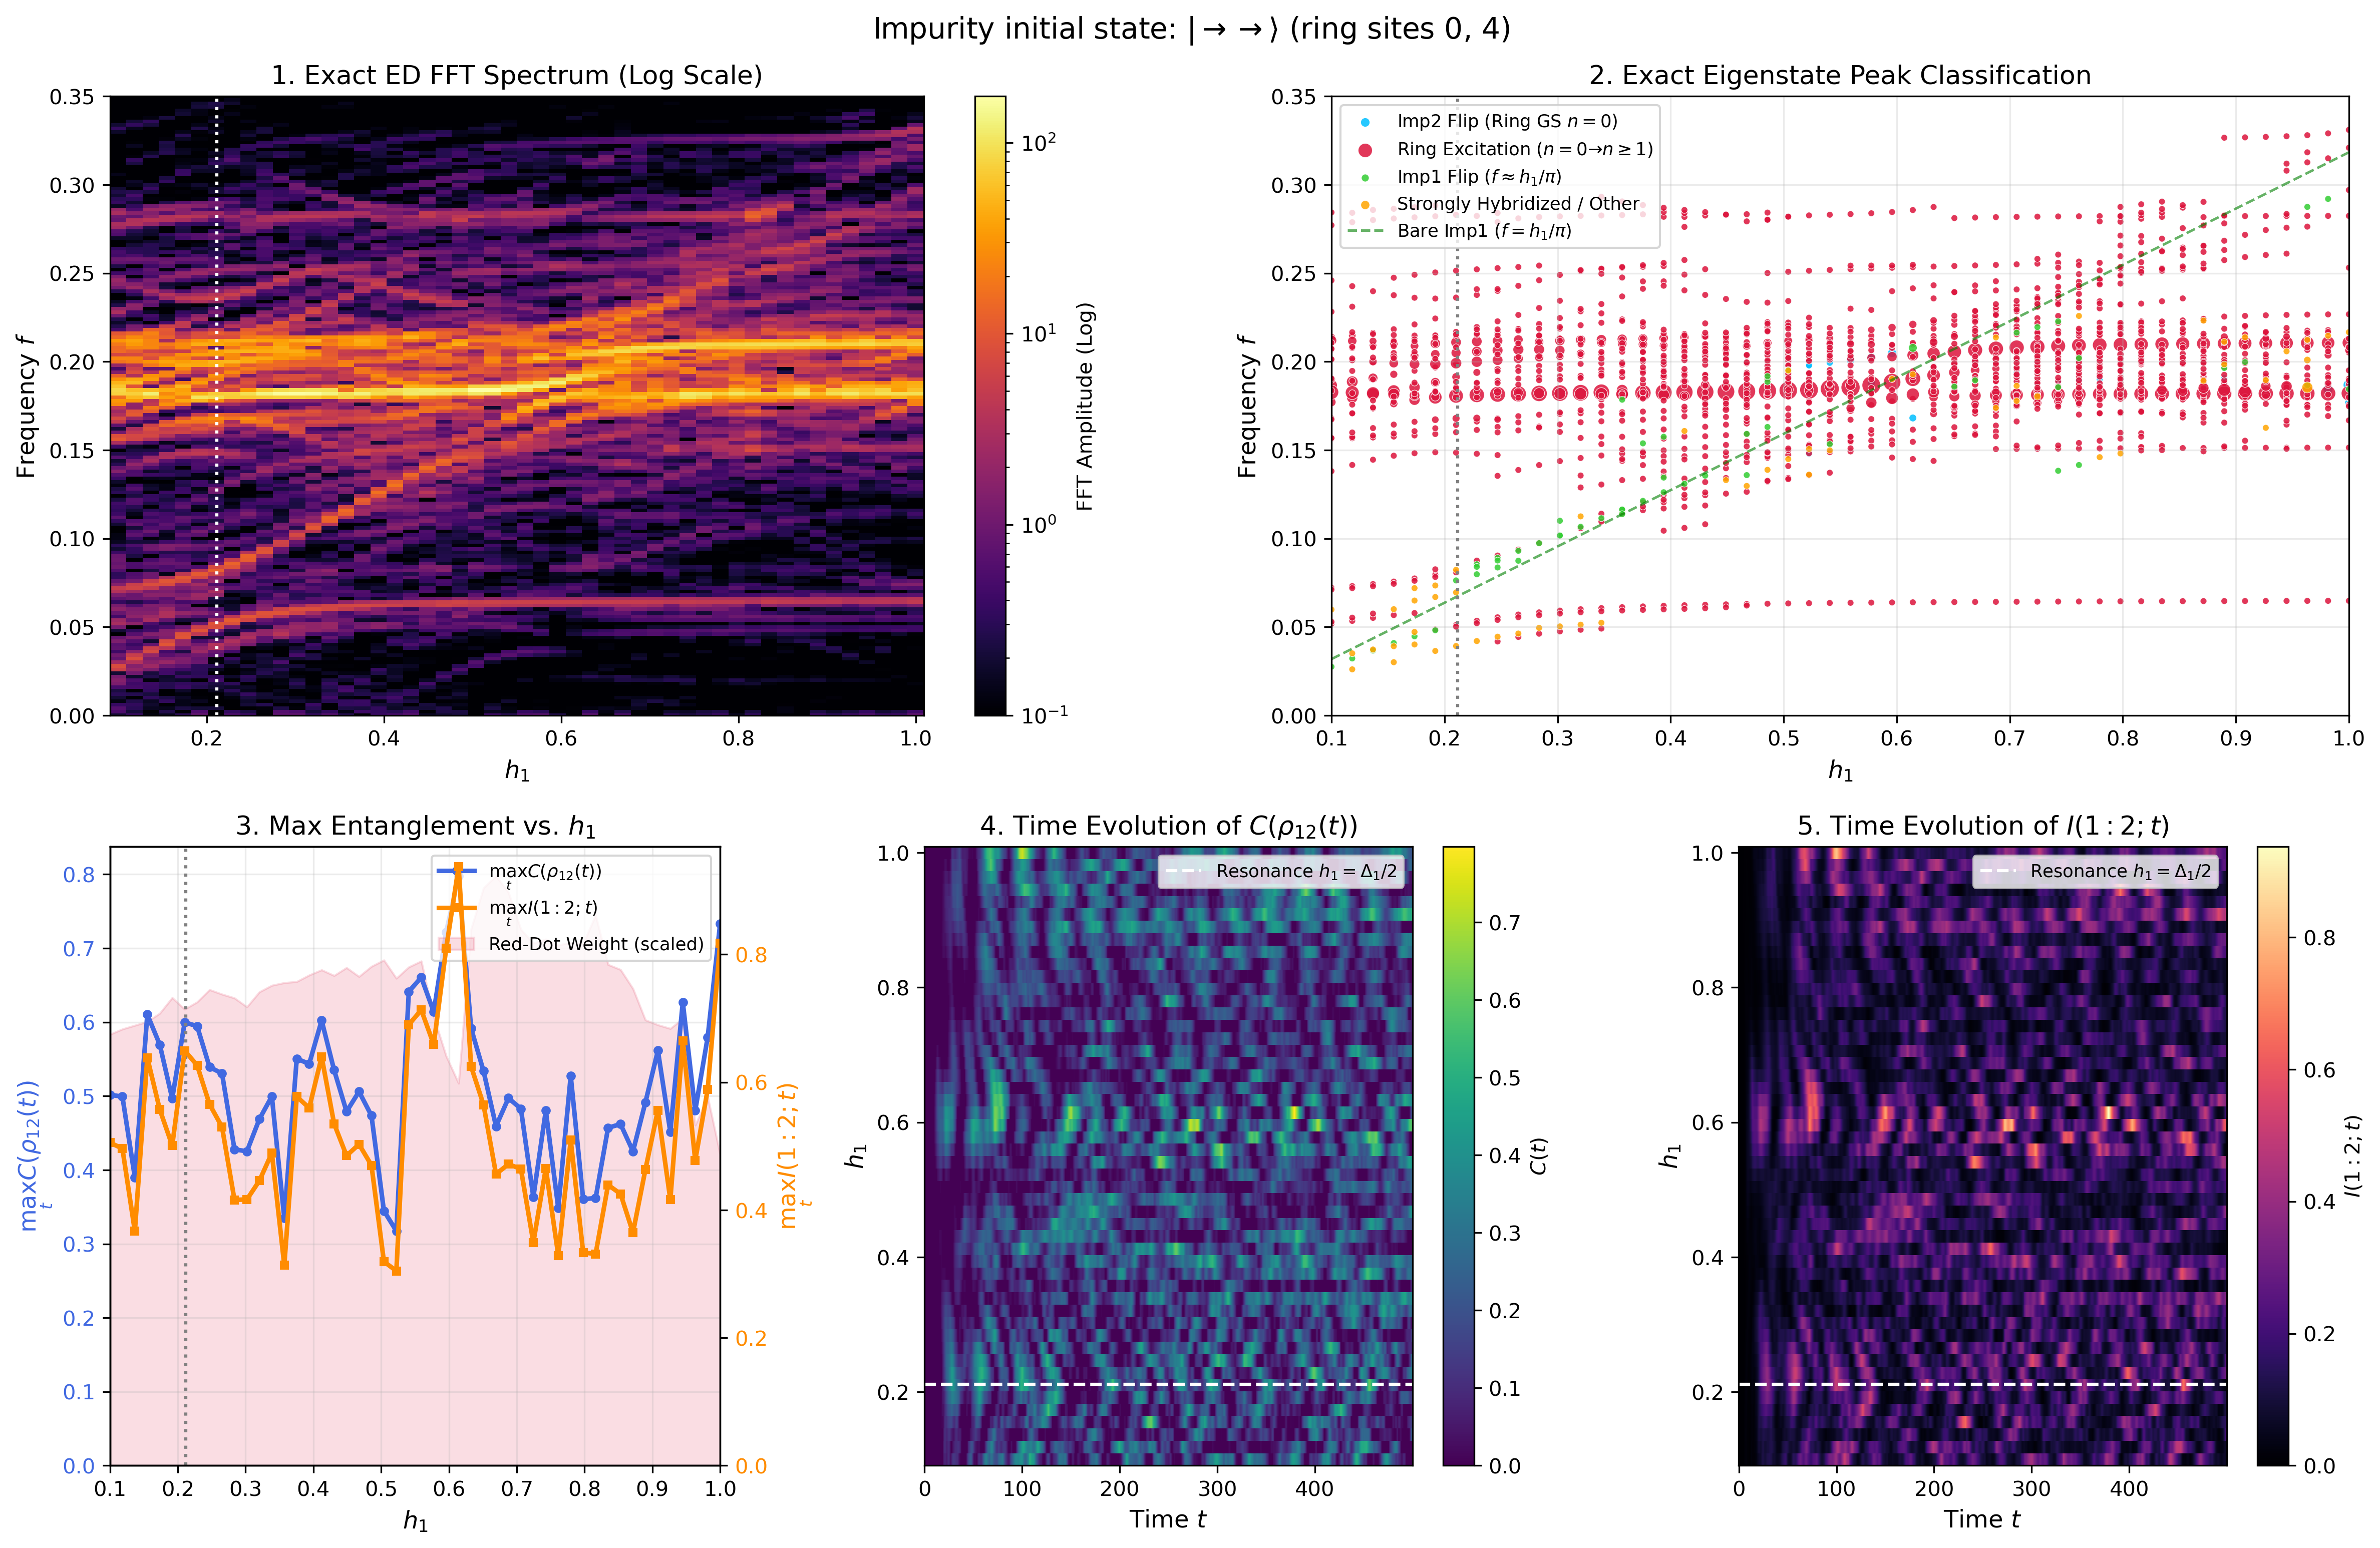 Impurity initial state: |→→⟩ (ring sites 0, 4)
1. Exact ED FFT Spectrum (Log Scale)
0.35
0.30
0.25
0.20
0.15
0.10
0.05
0.00
Frequency f
0.2 0.4 0.6 0.8 1.0
h₁
10²
10¹
10⁰
10⁻¹
FFT Amplitude (Log)
2. Exact Eigenstate Peak Classification
Imp2 Flip (Ring GS n = 0)
Ring Excitation (n = 0→n ≥ 1)
Imp1 Flip (f ≈ h₁/π)
Strongly Hybridized / Other
Bare Imp1 (f = h₁/π)
0.35
0.30
0.25
0.20
0.15
0.10
0.05
0.00
Frequency f
0.1 0.2 0.3 0.4 0.5 0.6 0.7 0.8 0.9 1.0
h₁
3. Max Entanglement vs. h₁
max C(ρ₁₂(t))
t
max I(1 : 2; t)
t
Red-Dot Weight (scaled)
0.8
0.7
0.6
0.5
0.4
0.3
0.2
0.1
0.0
max C(ρ₁₂(t))
t
0.8
0.6
0.4
0.2
0.0
max I(1 : 2; t)
t
0.1 0.2 0.3 0.4 0.5 0.6 0.7 0.8 0.9 1.0
h₁
4. Time Evolution of C(ρ₁₂(t))
Resonance h₁ = Δ₁/2
1.0
0.8
0.6
0.4
0.2
h₁
0 100 200 300 400
Time t
0.7
0.6
0.5
0.4
0.3
0.2
0.1
0.0
C(t)
5. Time Evolution of I(1 : 2; t)
Resonance h₁ = Δ₁/2
1.0
0.8
0.6
0.4
0.2
h₁
0 100 200 300 400
Time t
0.8
0.6
0.4
0.2
0.0
I(1 : 2; t)